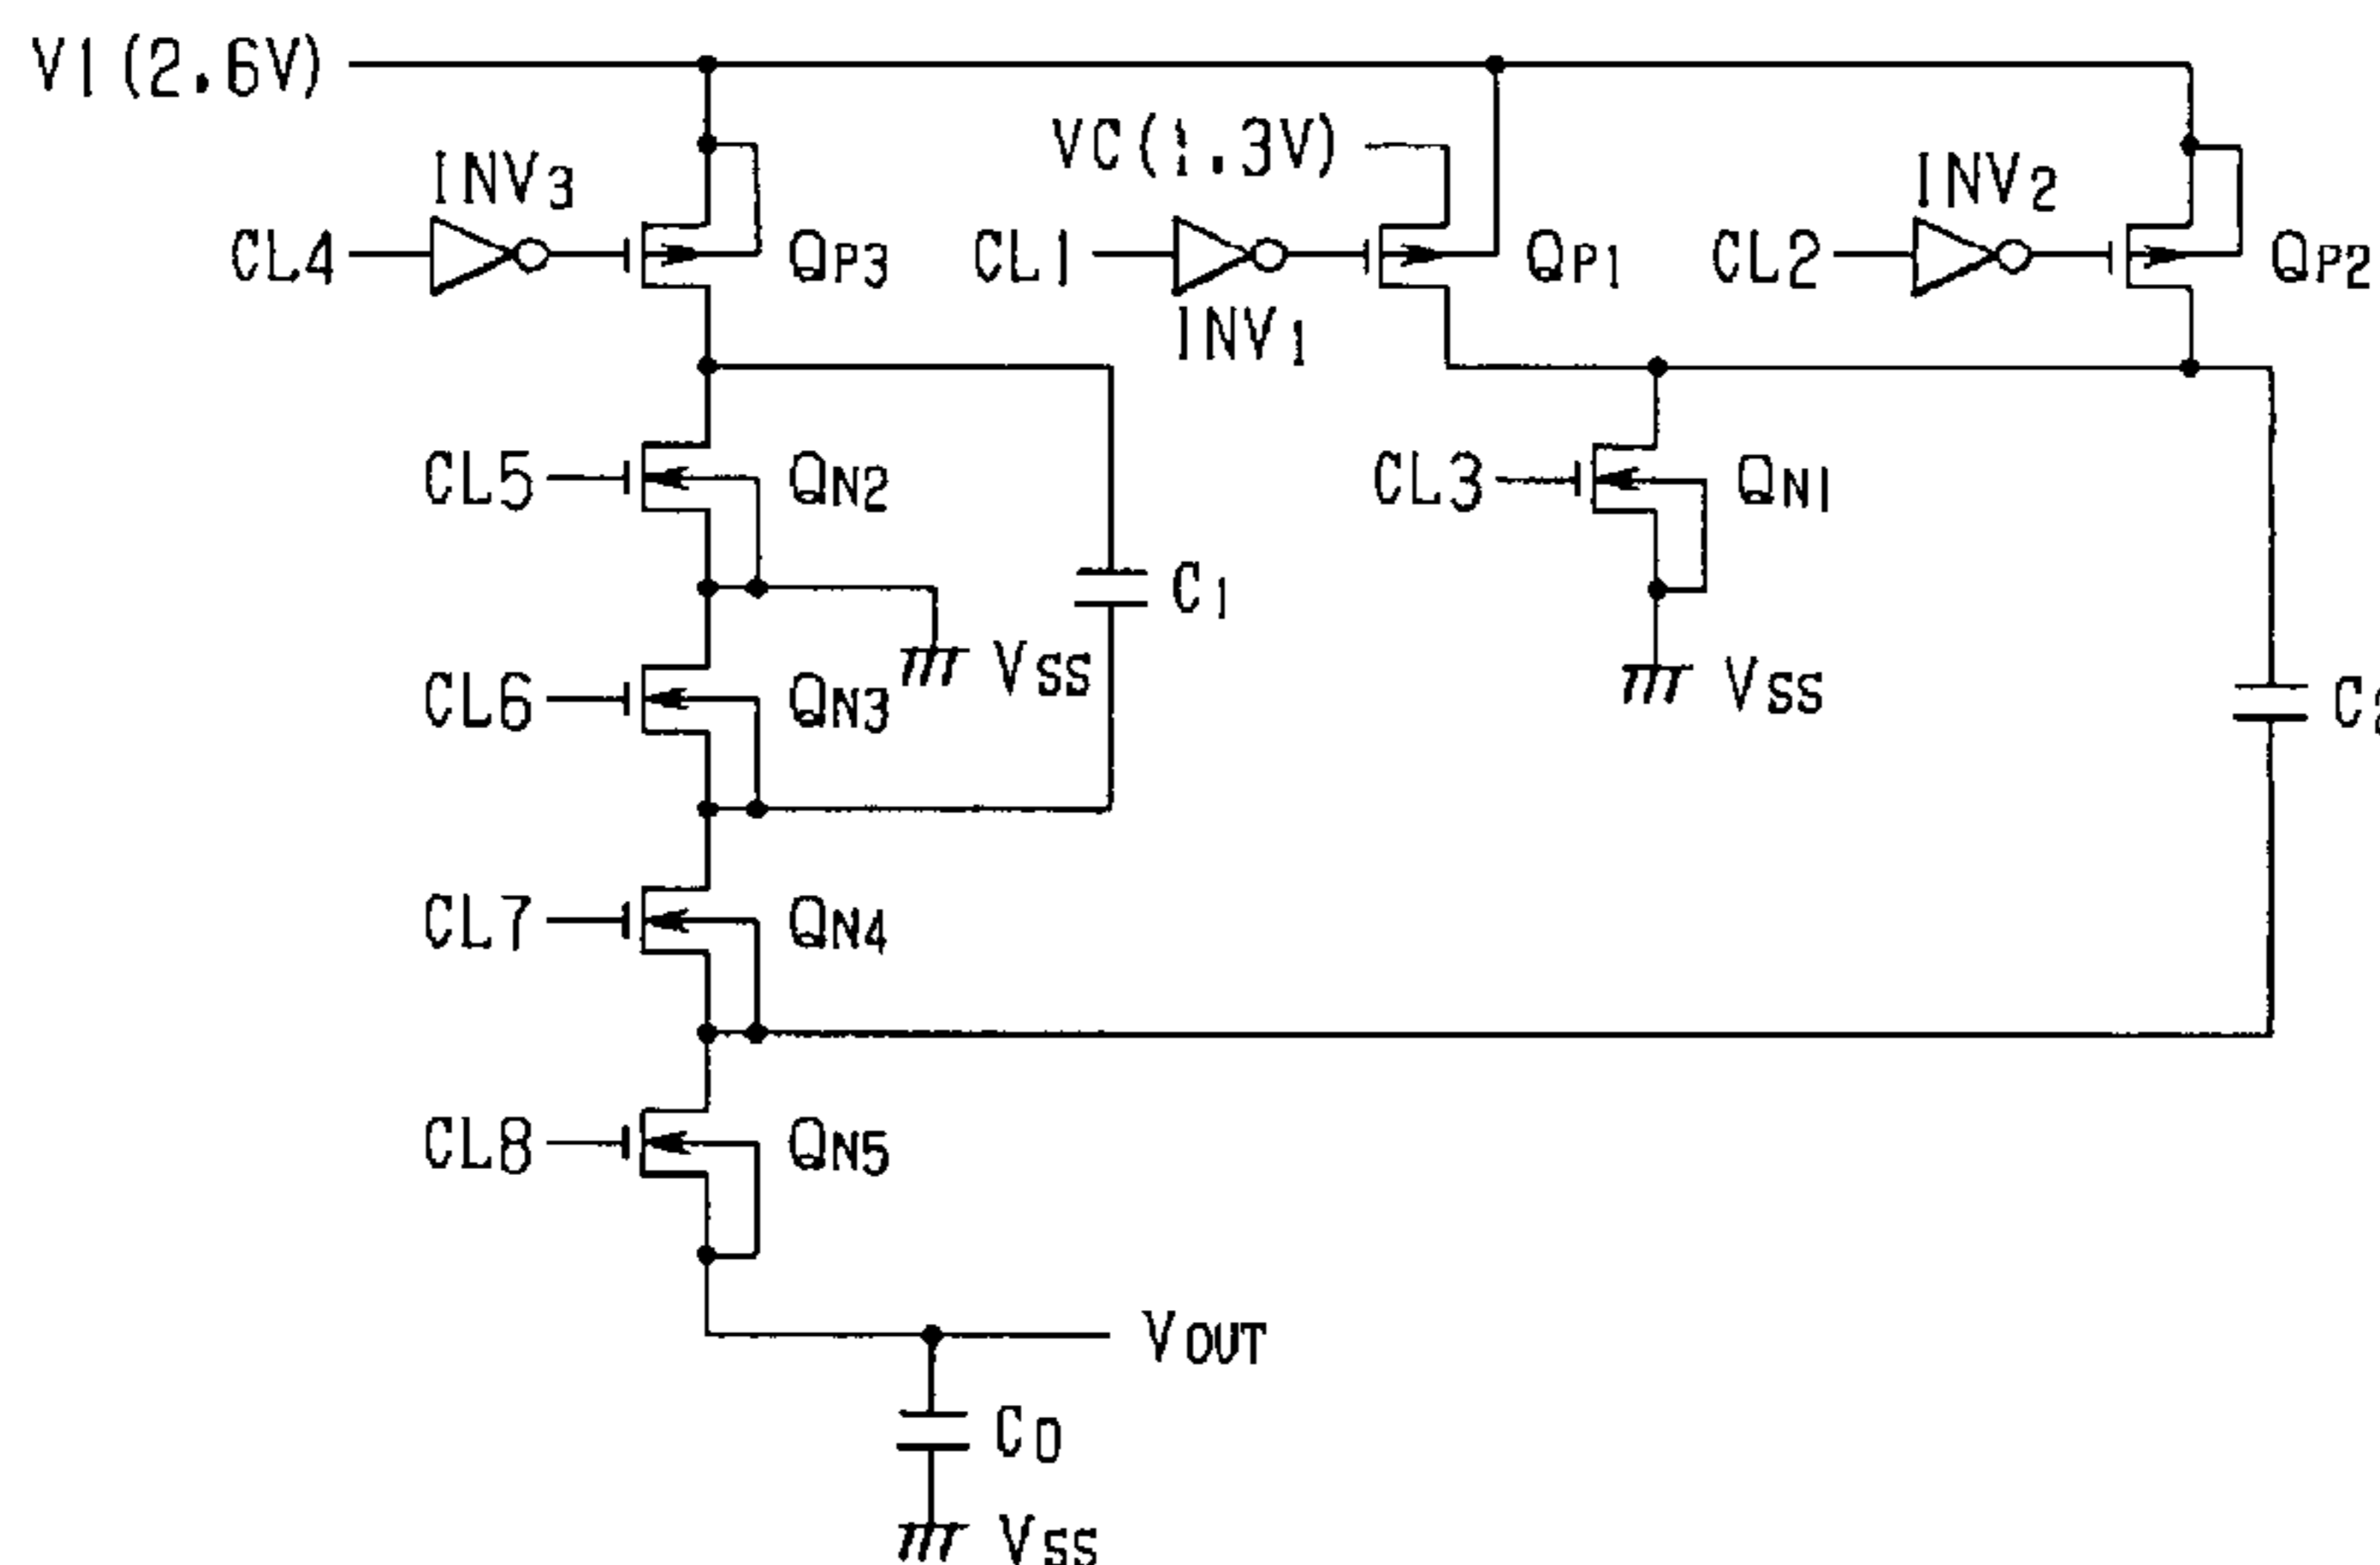 V1(2.6V)
VC(1.3V)
INV3
INV2
CL4
QP3
CL1
QP1
CL2
QP2
INV1
CL5
QN2
CL3
QN1
C1
VSS
CL6
QN3
VSS
CL7
QN4
CL8
QN5
VOUT
C0
VSS